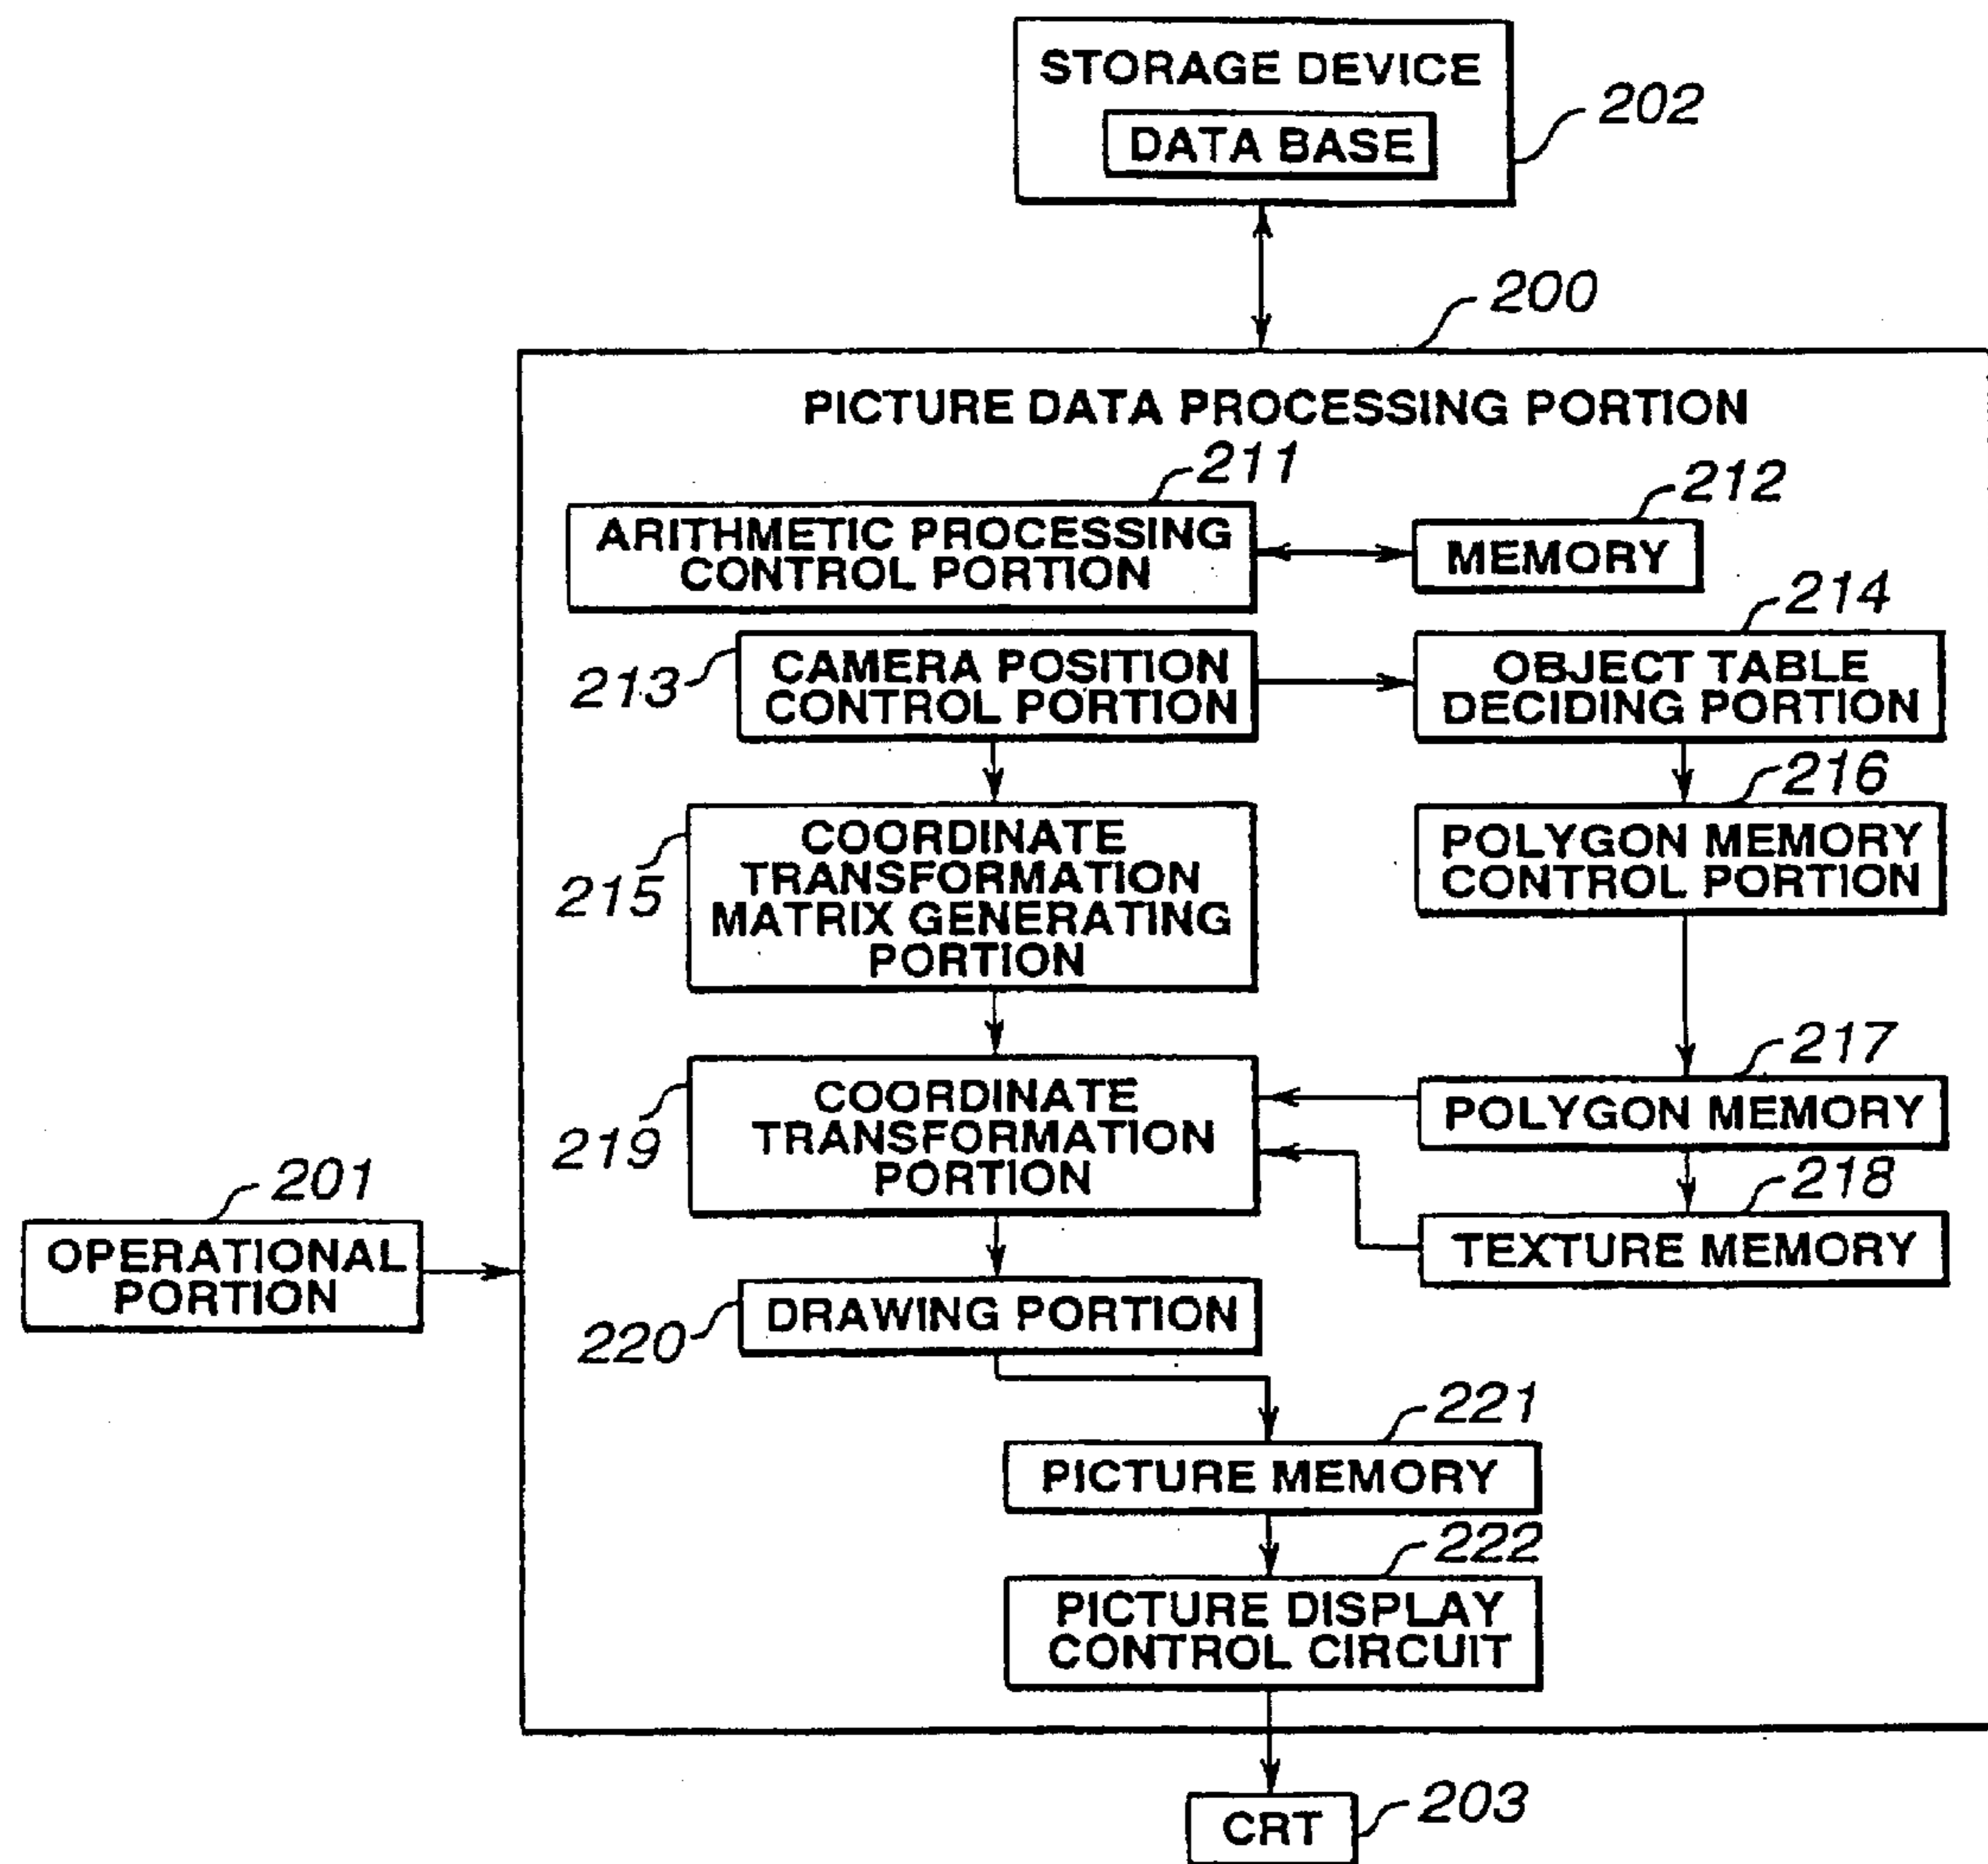 STORAGE DEVICE
DATA BASE
202
200
PICTURE DATA PROCESSING PORTION
211
ARITHMETIC PROCESSING
CONTROL PORTION
212
MEMORY
213
CAMERA POSITION
CONTROL PORTION
214
OBJECT TABLE
DECIDING PORTION
215
COORDINATE
TRANSFORMATION
MATRIX GENERATING
PORTION
216
POLYGON MEMORY
CONTROL PORTION
217
POLYGON MEMORY
219
COORDINATE
TRANSFORMATION
PORTION
218
TEXTURE MEMORY
201
OPERATIONAL
PORTION
220
DRAWING PORTION
221
PICTURE MEMORY
222
PICTURE DISPLAY
CONTROL CIRCUIT
CRT
203